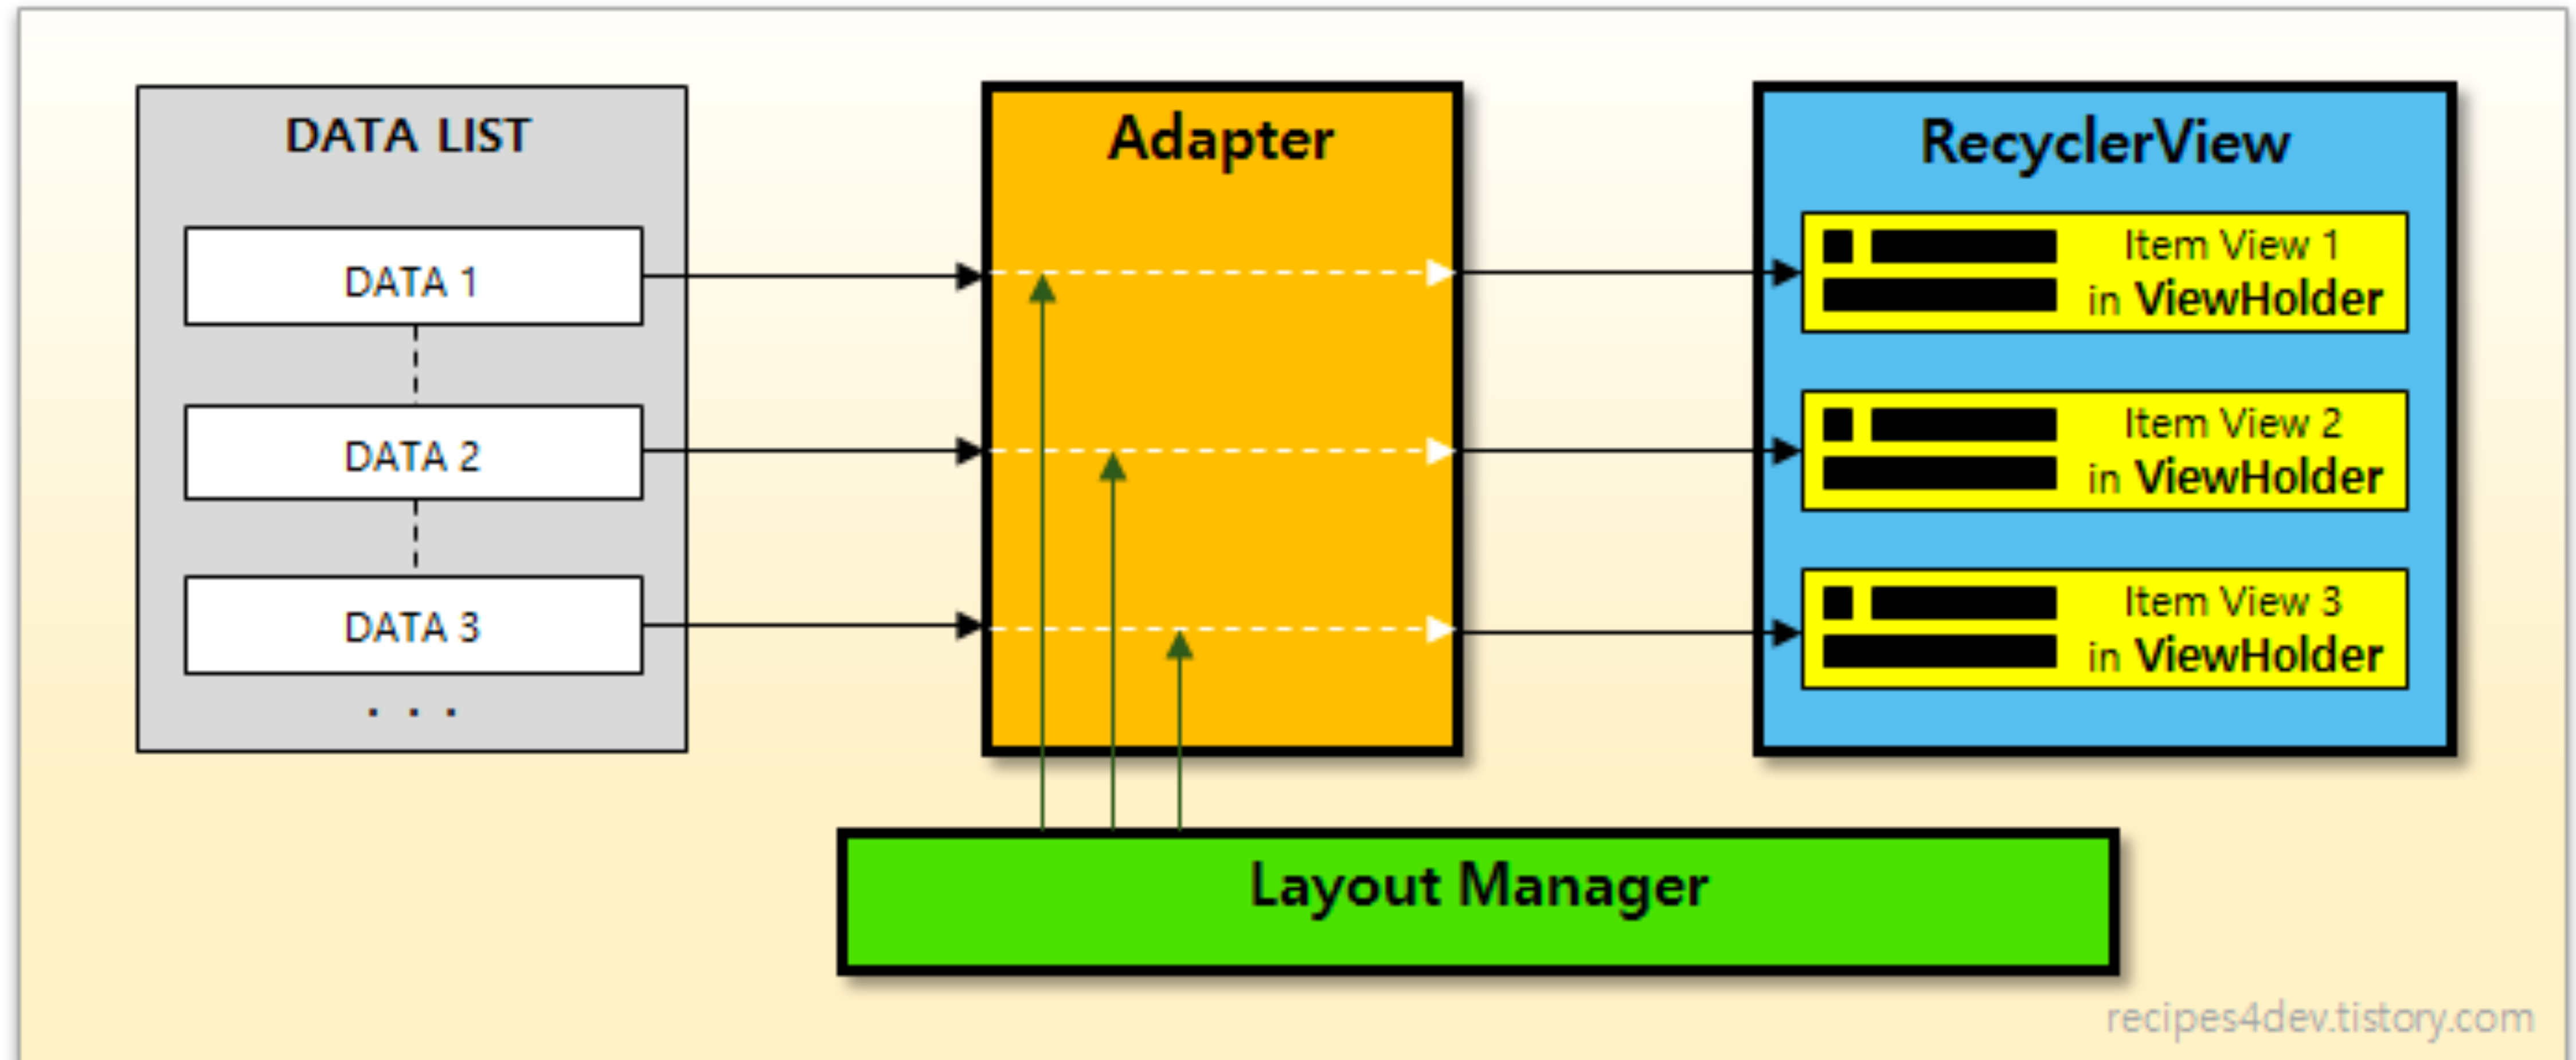 DATA LIST
DATA 1
DATA 2
DATA 3
. . .
Adapter
RecyclerView
Item View 1
in ViewHolder
Item View 2
in ViewHolder
Item View 3
in ViewHolder
Layout Manager
recipes4dev.tistory.com